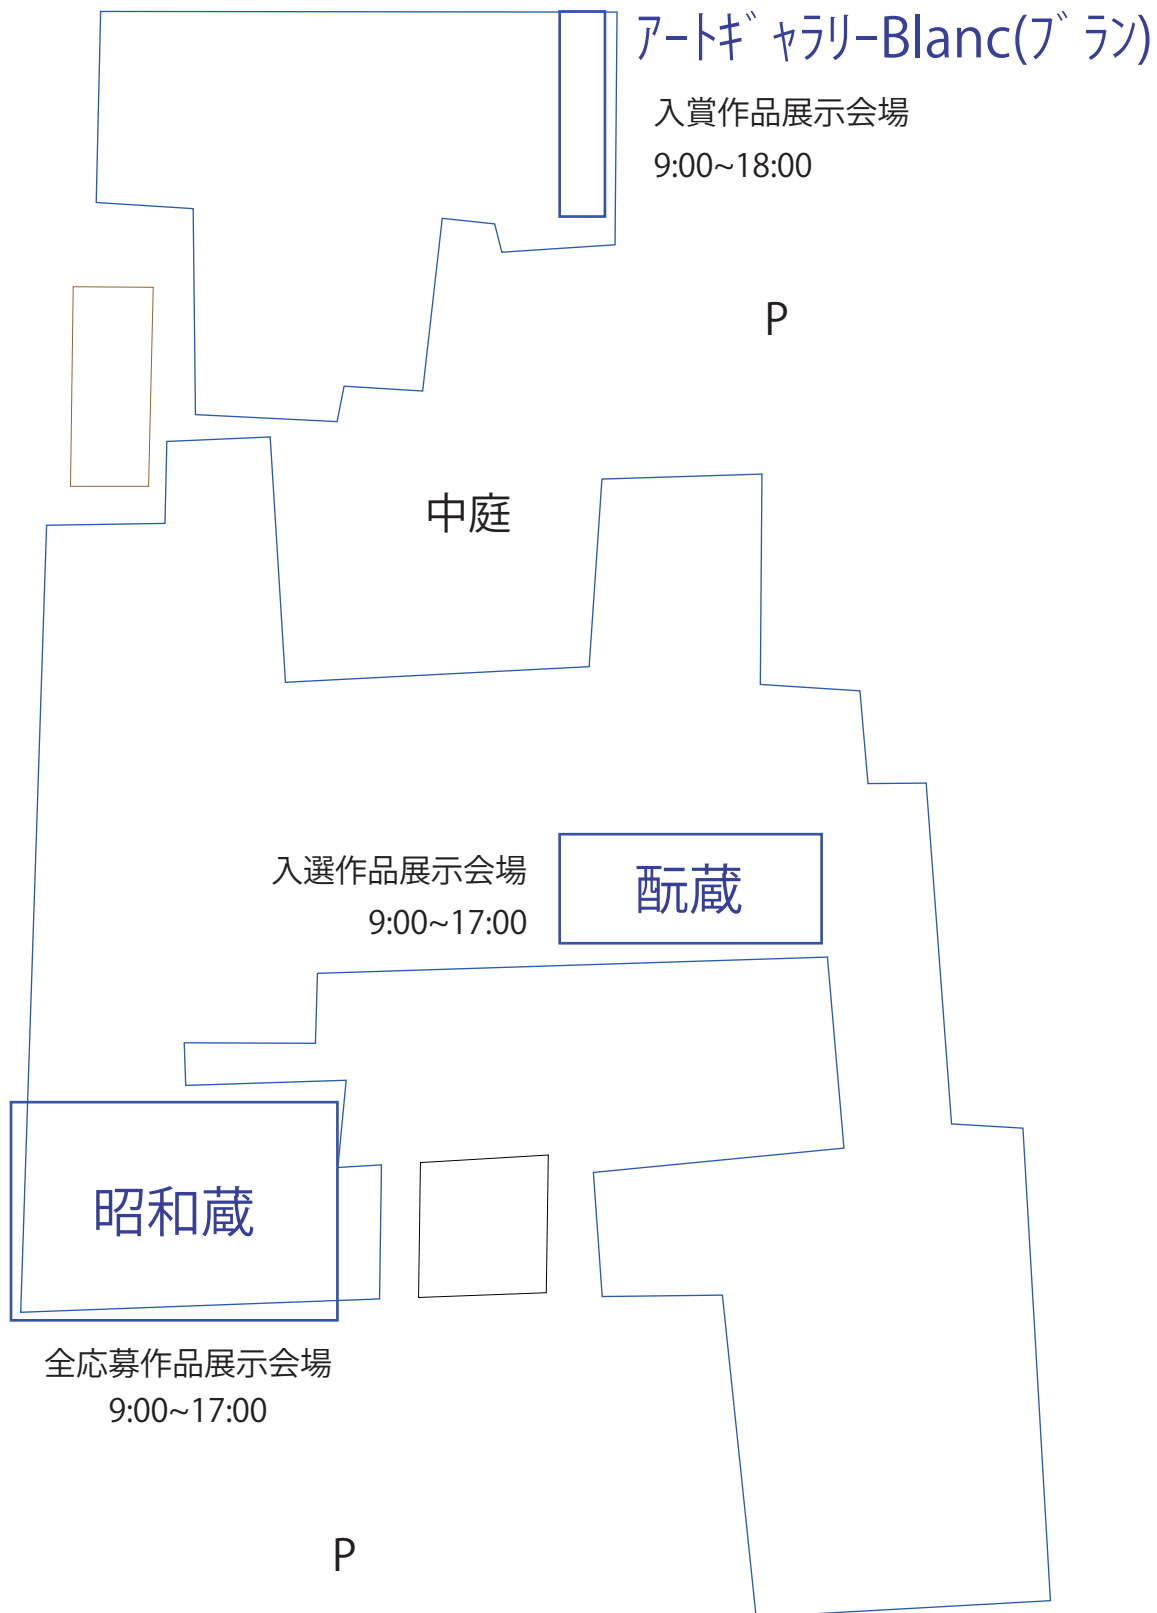 ｱｰﾄｷﾞｬﾗﾘｰBlanc(ﾌﾞﾗﾝ)
入賞作品展示会場
9:00~18:00
P
中庭
入選作品展示会場
9:00~17:00
酛蔵
昭和蔵
全応募作品展示会場
9:00~17:00
P